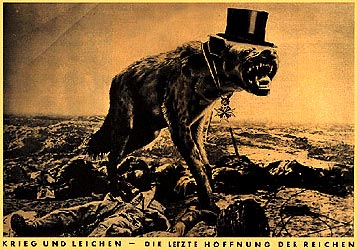 KRIEG UND LEICHEN – DIE LETZTE HOFFNUNG DER REICHEN